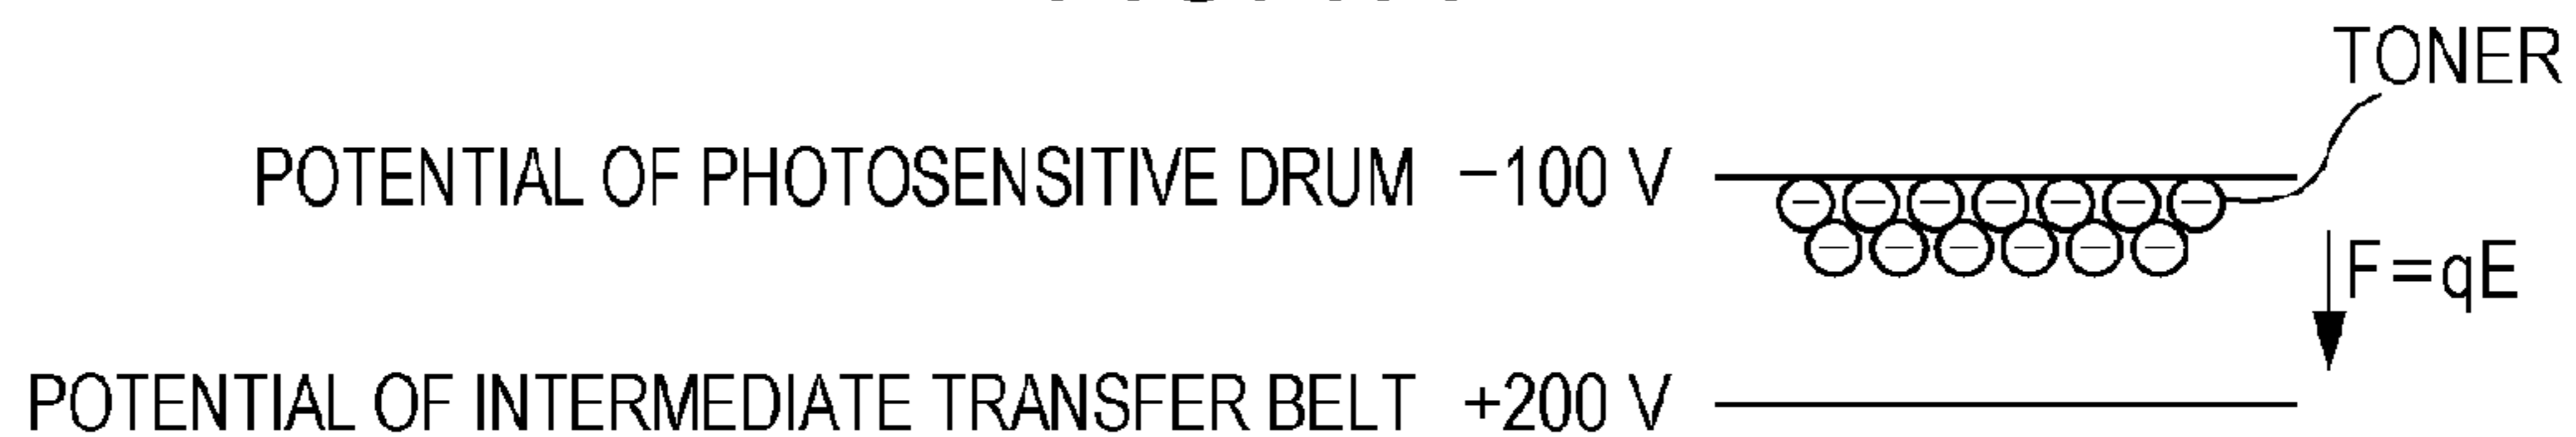 TONER
POTENTIAL OF PHOTOSENSITIVE DRUM −100 V
F=qE
POTENTIAL OF INTERMEDIATE TRANSFER BELT +200 V